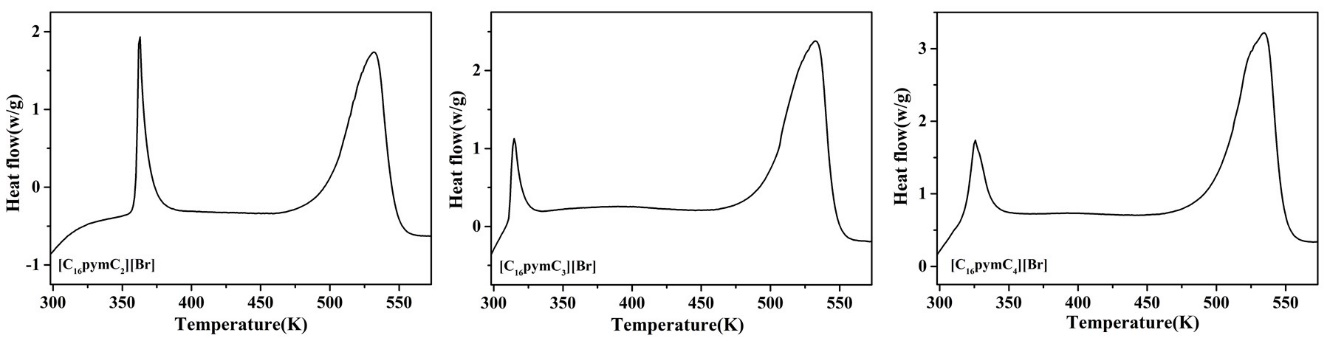 2
1
0
-1
Heat flow(w/g)
[C₁₆pymC₂][Br]
300 350 400 450 500 550
Temperature(K)
2
1
0
Heat flow(w/g)
[C₁₆pymC₃][Br]
300 350 400 450 500 550
Temperature(K)
3
2
1
0
Heat flow(w/g)
[C₁₆pymC₄][Br]
300 350 400 450 500 550
Temperature(K)